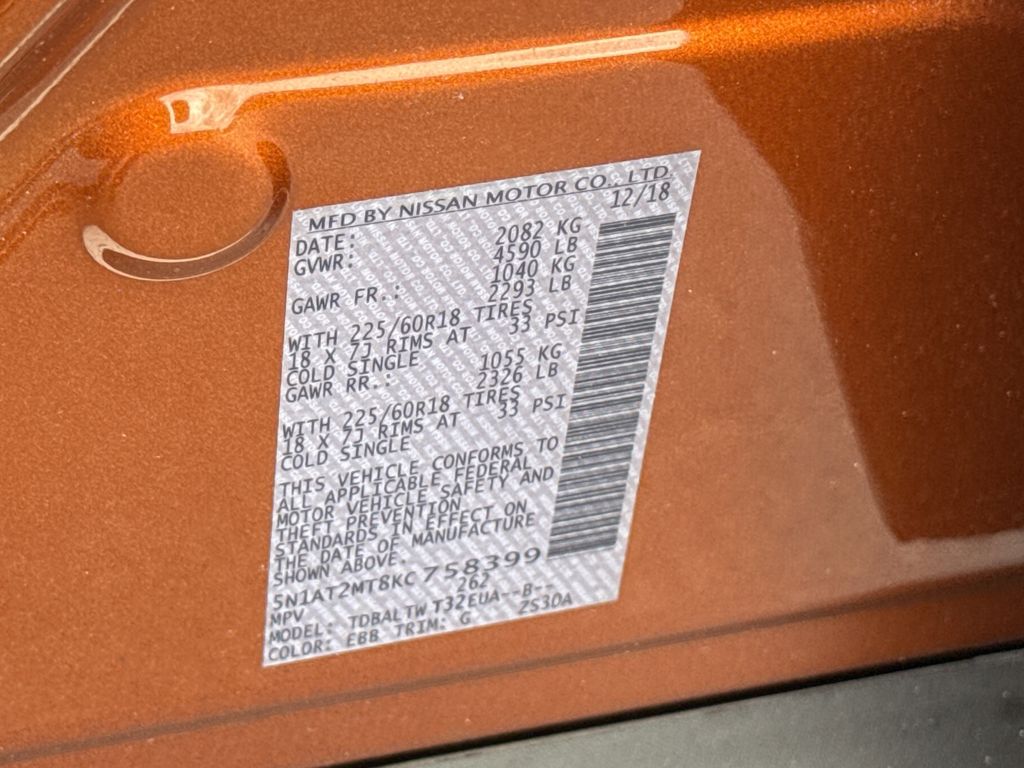 MFD BY NISSAN MOTOR CO., LTD.
DATE: 12/18
GVWR: 2082 KG
4590 LB
GAWR FR.: 1040 KG
2293 LB
WITH 225/60R18 TIRES
18 X 7J RIMS AT 33 PSI
COLD SINGLE
GAWR RR.: 1055 KG
2326 LB
WITH 225/60R18 TIRES
18 X 7J RIMS AT 33 PSI
COLD SINGLE
THIS VEHICLE CONFORMS TO
ALL APPLICABLE FEDERAL
MOTOR VEHICLE SAFETY AND
THEFT PREVENTION
STANDARDS IN EFFECT ON
THE DATE OF MANUFACTURE
SHOWN ABOVE
5N1AT2MT8KC758399
MPV 262
MODEL: TDBALTW T32EUA--B--
COLOR: EBB TRIM: G ZS30A